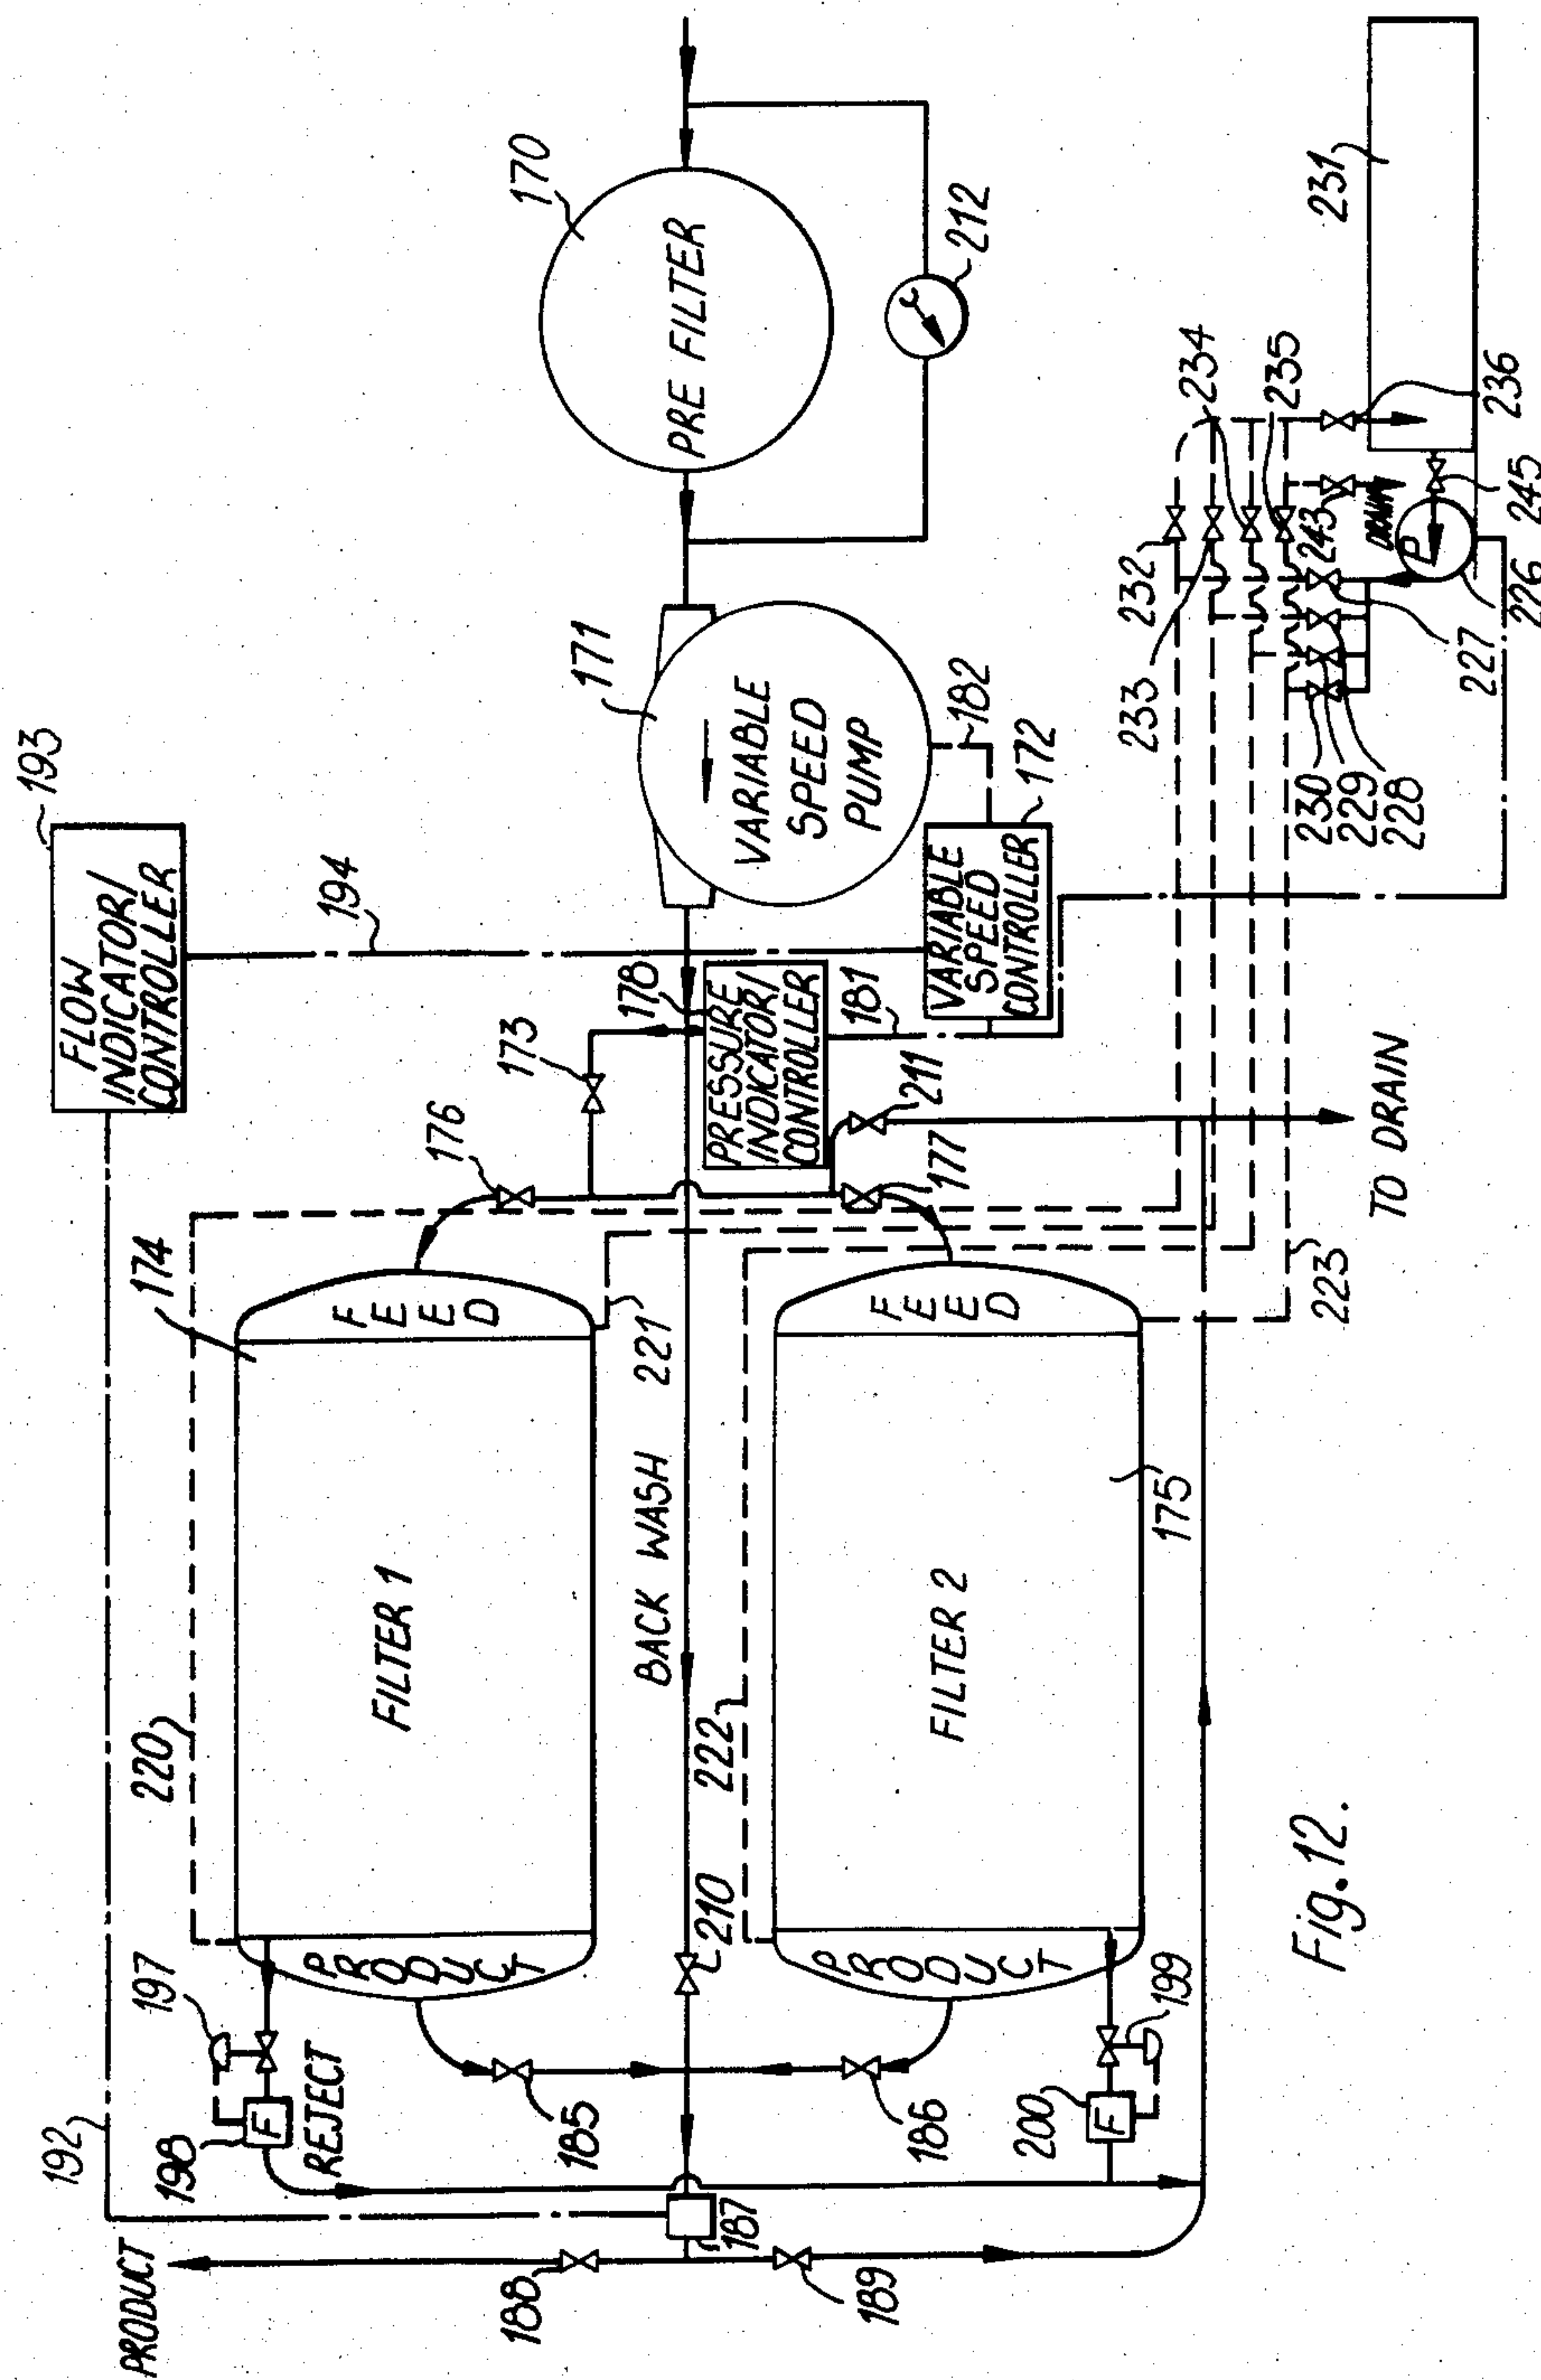 193
FLOW
INDICATOR/
CONTROLLER
194
192
170
PRE FILTER
212
171
VARIABLE
SPEED
PUMP
182
172
VARIABLE
SPEED
CONTROLLER
178
PRESSURE
INDICATOR/
CONTROLLER
181
173
176
177
211
TO DRAIN
174
FEED
FILTER 1
PRODUCT
220
221
BACK WASH
222
210
FEED
FILTER 2
PRODUCT
175
223
197
198
F
REJECT
185
186
199
200
F
187
188
189
PRODUCT
231
232
233
234
235
236
243
DRAIN
P
245
226
227
228
229
230
Fig. 12.